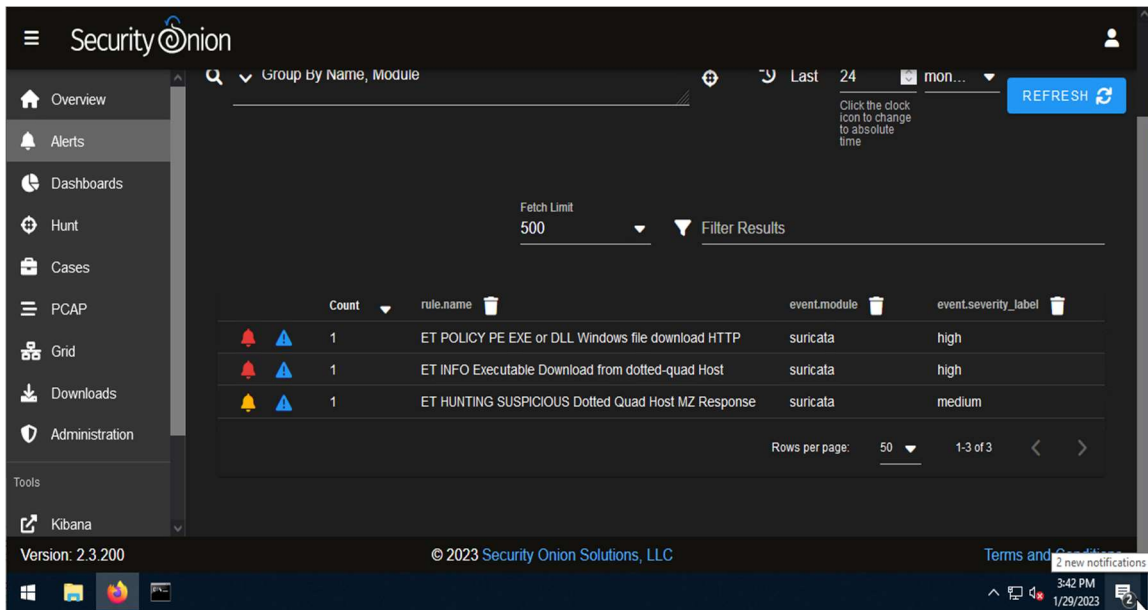 Security Onion
Group By Name, Module
Last 24 mon...
REFRESH
Click the clock
icon to change
to absolute
time
Overview
Alerts
Dashboards
Hunt
Cases
PCAP
Grid
Downloads
Administration
Tools
Kibana
Fetch Limit
500
Filter Results
Count rule.name event.module event.severity_label
1 ET POLICY PE EXE or DLL Windows file download HTTP suricata high
1 ET INFO Executable Download from dotted-quad Host suricata high
1 ET HUNTING SUSPICIOUS Dotted Quad Host MZ Response suricata medium
Rows per page: 50 1-3 of 3
Version: 2.3.200 © 2023 Security Onion Solutions, LLC Terms and
2 new notifications
3:42 PM
1/29/2023
2